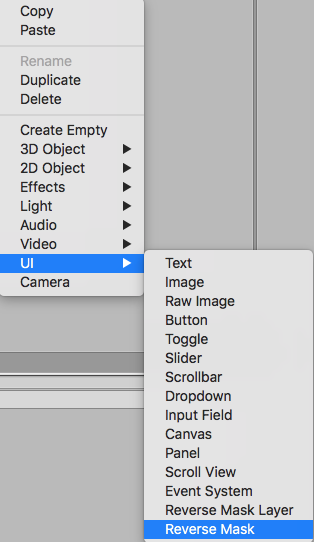 Copy
Paste
Rename
Duplicate
Delete
Create Empty
3D Object
2D Object
Effects
Light
Audio
Video
UI
Camera
Text
Image
Raw Image
Button
Toggle
Slider
Scrollbar
Dropdown
Input Field
Canvas
Panel
Scroll View
Event System
Reverse Mask Layer
Reverse Mask